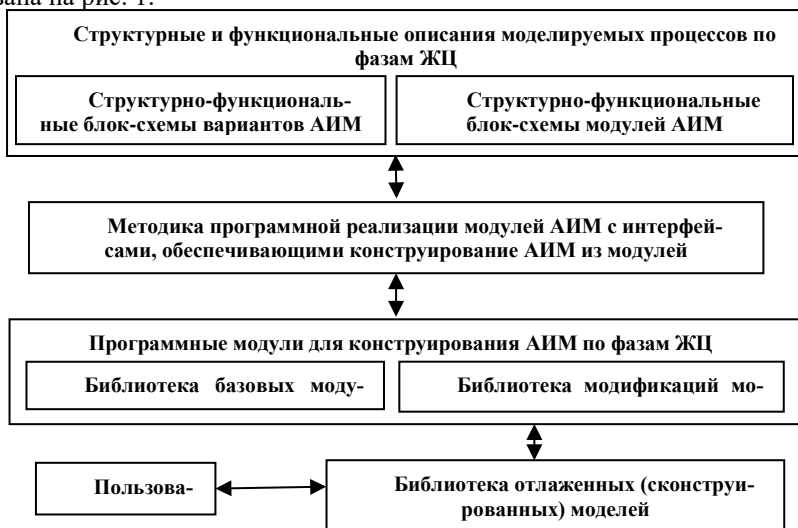 вана на рис. 1.
Структурные и функциональные описания моделируемых процессов по
фазам ЖЦ
Структурно-функциональ-
ные блок-схемы вариантов АИМ
Структурно-функциональные
блок-схемы модулей АИМ
Методика программной реализации модулей АИМ с интерфей-
сами, обеспечивающими конструирование АИМ из модулей
Программные модули для конструирования АИМ по фазам ЖЦ
Библиотека базовых моду-
Библиотека модификаций мо-
Пользова-
Библиотека отлаженных (сконструи-
рованных) моделей